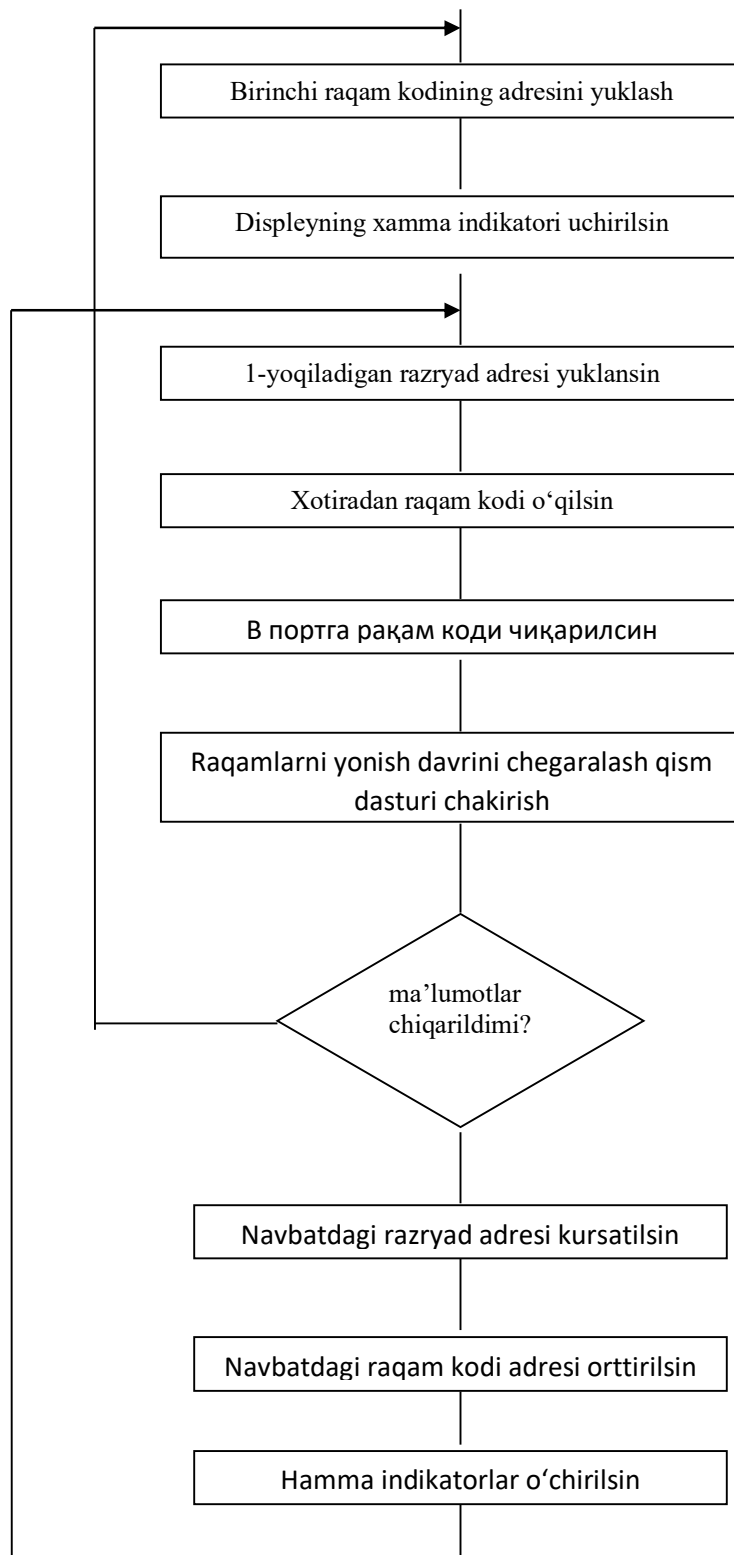 Birinchi raqam kodining adresini yuklash
Displeyning xamma indikatori uchirilsin
1-yoqiladigan razryad adresi yuklansin
Xotiradan raqam kodi o‘qilsin
В портга рақам коди чиқарилсин
Raqamlarni yonish davrini chegaralash qism
dasturi chakirish
ma’lumotlar
chiqarildimi?
Navbatdagi razryad adresi kursatilsin
Navbatdagi raqam kodi adresi orttirilsin
Hamma indikatorlar o‘chirilsin